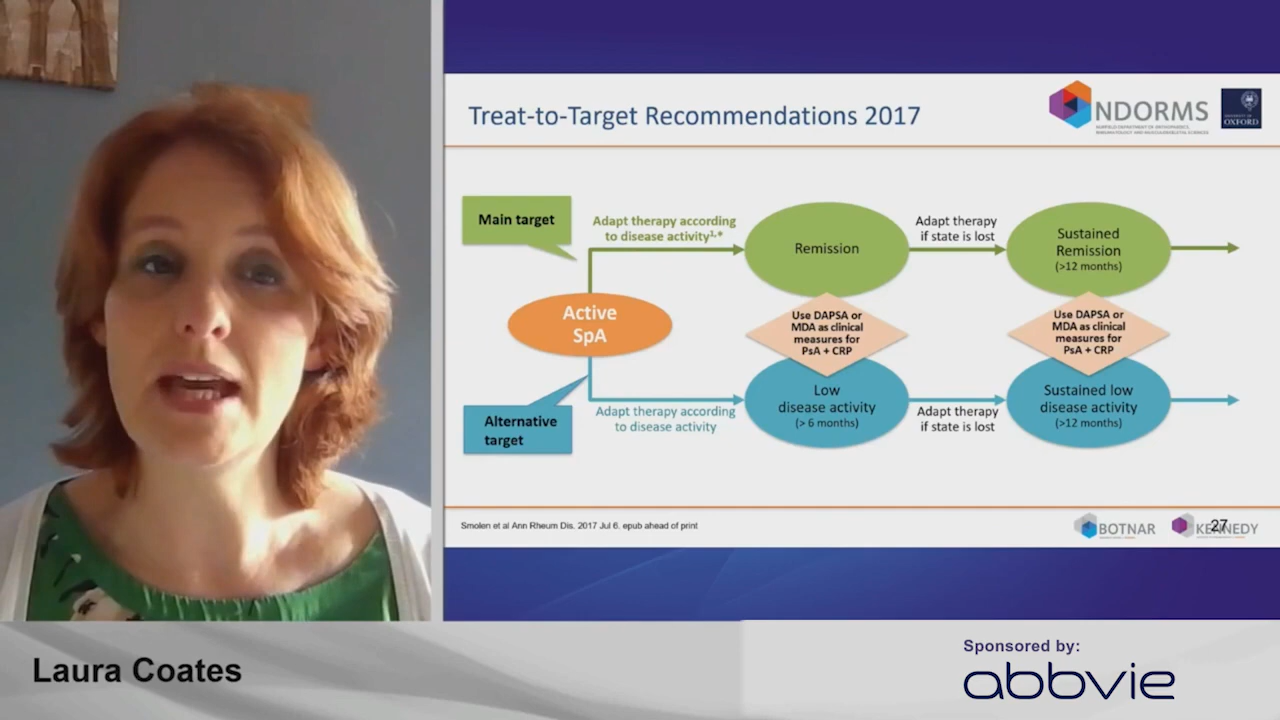 Treat-to-Target Recommendations 2017
NDORMS
UNIVERSITY OF
OXFORD
Main target
Adapt therapy according
to disease activity¹,*
Remission
Adapt therapy
if state is lost
Sustained
Remission
(>12 months)
Active
SpA
Use DAPSA or
MDA as clinical
measures for
PsA + CRP
Use DAPSA or
MDA as clinical
measures for
PsA + CRP
Alternative
target
Adapt therapy according
to disease activity
Low
disease activity
(> 6 months)
Adapt therapy
if state is lost
Sustained low
disease activity
(>12 months)
Smolen et al Ann Rheum Dis. 2017 Jul 6. epub ahead of print
BOTNAR
KENNEDY
27
Laura Coates
Sponsored by:
abbvie